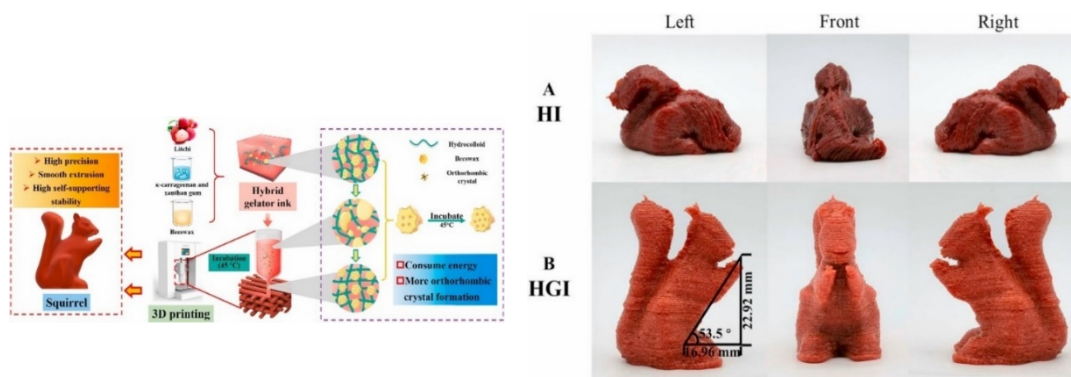 High precision
Smooth extrusion
High self-supporting
stability
Squirrel
Litchi
κ-carrageenan and
xanthan gum
Beeswax
3D printing
Hybrid
gelator ink
Incubation
(45 °C)
Hydrocolloid
Beeswax
Orthorhombic
crystal
Incubate
45°C
Consume energy
More orthorhombic
crystal formation
Left
Front
Right
A
HI
B
HGI
53.5 °
16.96 mm
22.92 mm